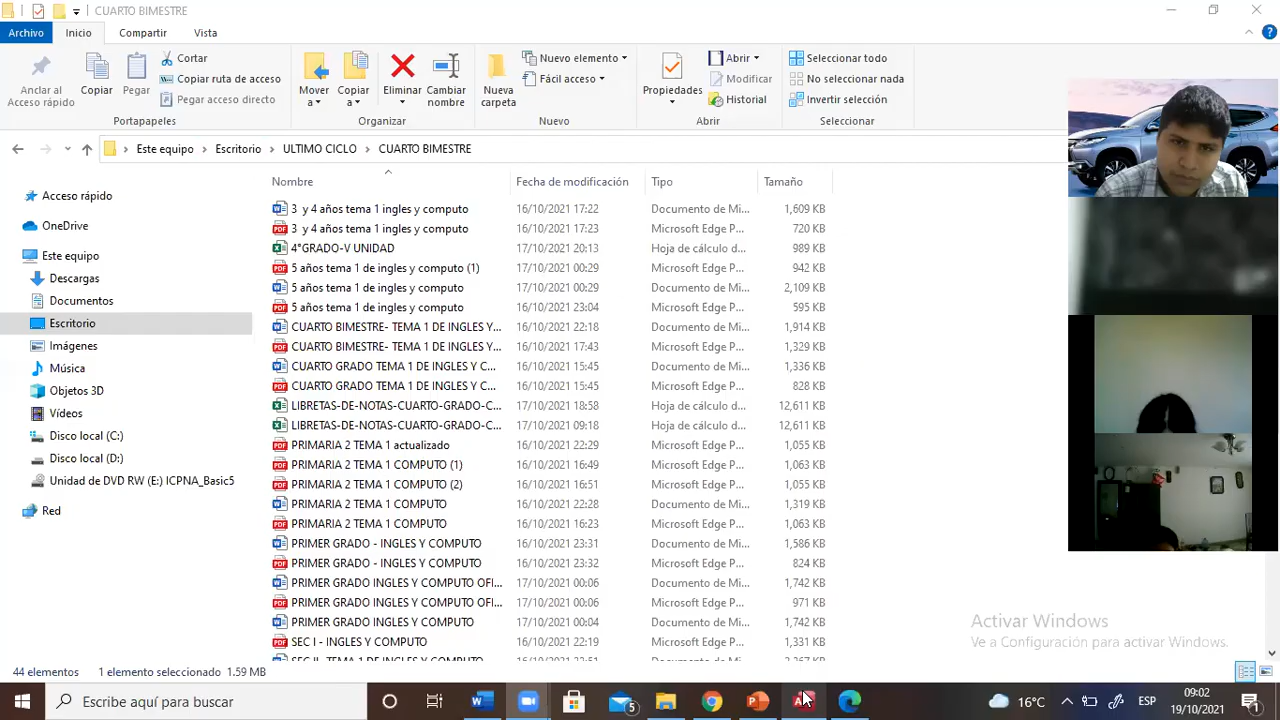 CUARTO BIMESTRE
Archivo Inicio Compartir Vista
Anclar al Acceso rápido
Copiar
Pegar
Cortar
Copiar ruta de acceso
Pegar acceso directo
Portapapeles
Mover a
Copiar a
Eliminar
Cambiar nombre
Organizar
Nueva carpeta
Nuevo elemento
Fácil acceso
Nuevo
Propiedades
Abrir
Modificar
Historial
Abrir
Seleccionar todo
No seleccionar nada
Invertir selección
Seleccionar
Este equipo > Escritorio > ULTIMO CICLO > CUARTO BIMESTRE
Acceso rápido
OneDrive
Este equipo
Descargas
Documentos
Escritorio
Imágenes
Música
Objetos 3D
Vídeos
Disco local (C:)
Disco local (D:)
Unidad de DVD RW (E:) ICPNA_Basic5
Red
Nombre Fecha de modificación Tipo Tamaño
3 y 4 años tema 1 ingles y computo 16/10/2021 17:22 Documento de Mi... 1,609 KB
3 y 4 años tema 1 ingles y computo 16/10/2021 17:23 Microsoft Edge P... 720 KB
4°GRADO-V UNIDAD 17/10/2021 20:13 Hoja de cálculo d... 989 KB
5 años tema 1 de ingles y computo (1) 17/10/2021 00:29 Microsoft Edge P... 942 KB
5 años tema 1 de ingles y computo 17/10/2021 00:29 Documento de Mi... 2,109 KB
5 años tema 1 de ingles y computo 16/10/2021 23:04 Microsoft Edge P... 595 KB
CUARTO BIMESTRE- TEMA 1 DE INGLES Y... 16/10/2021 22:18 Documento de Mi... 1,914 KB
CUARTO BIMESTRE- TEMA 1 DE INGLES Y... 16/10/2021 17:43 Microsoft Edge P... 1,329 KB
CUARTO GRADO TEMA 1 DE INGLES Y C... 16/10/2021 15:45 Documento de Mi... 1,336 KB
CUARTO GRADO TEMA 1 DE INGLES Y C... 16/10/2021 15:45 Microsoft Edge P... 828 KB
LIBRETAS-DE-NOTAS-CUARTO-GRADO-C... 17/10/2021 18:58 Hoja de cálculo d... 12,611 KB
LIBRETAS-DE-NOTAS-CUARTO-GRADO-C... 17/10/2021 09:18 Hoja de cálculo d... 12,611 KB
PRIMARIA 2 TEMA 1 actualizado 16/10/2021 22:29 Microsoft Edge P... 1,055 KB
PRIMARIA 2 TEMA 1 COMPUTO (1) 16/10/2021 16:49 Microsoft Edge P... 1,063 KB
PRIMARIA 2 TEMA 1 COMPUTO (2) 16/10/2021 16:51 Microsoft Edge P... 1,055 KB
PRIMARIA 2 TEMA 1 COMPUTO 16/10/2021 22:28 Documento de Mi... 1,319 KB
PRIMARIA 2 TEMA 1 COMPUTO 16/10/2021 16:23 Microsoft Edge P... 1,063 KB
PRIMER GRADO - INGLES Y COMPUTO 16/10/2021 23:31 Documento de Mi... 1,586 KB
PRIMER GRADO - INGLES Y COMPUTO 16/10/2021 23:32 Microsoft Edge P... 824 KB
PRIMER GRADO INGLES Y COMPUTO OFI... 17/10/2021 00:06 Documento de Mi... 1,742 KB
PRIMER GRADO INGLES Y COMPUTO OFI... 17/10/2021 00:06 Microsoft Edge P... 971 KB
PRIMER GRADO INGLES Y COMPUTO 17/10/2021 00:04 Documento de Mi... 1,742 KB
SEC I - INGLES Y COMPUTO 16/10/2021 22:19 Microsoft Edge P... 1,331 KB
Activar Windows
Ve a Configuración para activar Windows.
44 elementos 1 elemento seleccionado 1.59 MB
Escribe aquí para buscar
5
16°C
ESP
09:02
19/10/2021
1